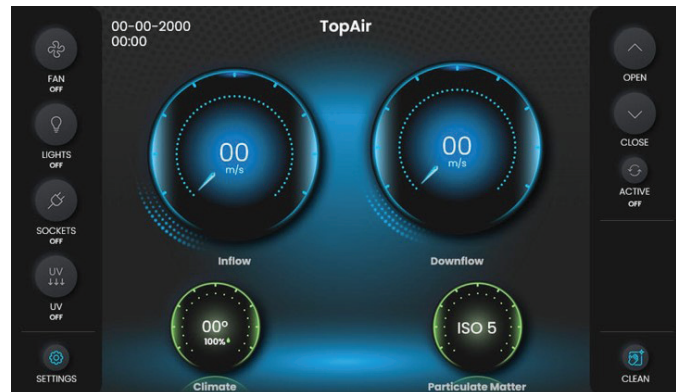 00-00-2000
00:00
TopAir
FAN
OFF
LIGHTS
OFF
SOCKETS
OFF
UV
UV
OFF
SETTINGS
00
m/s
Inflow
00
m/s
Downflow
00°
100%
Climate
ISO 5
Particulate Matter
OPEN
CLOSE
ACTIVE
OFF
CLEAN